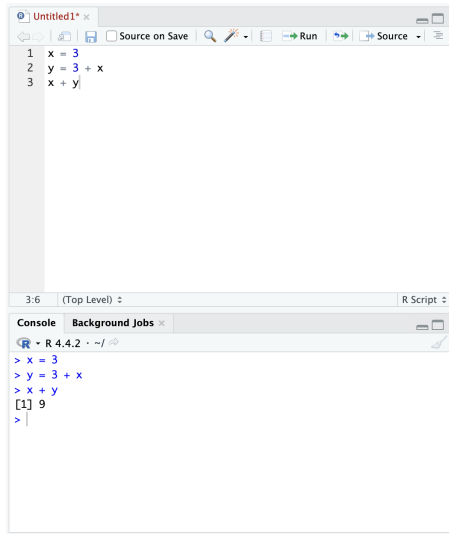 Untitled1*
Source on Save Run Source
1 x = 3
2 y = 3 + x
3 x + y
3:6 (Top Level) R Script
Console Background Jobs
R 4.4.2 · ~/
> x = 3
> y = 3 + x
> x + y
[1] 9
>